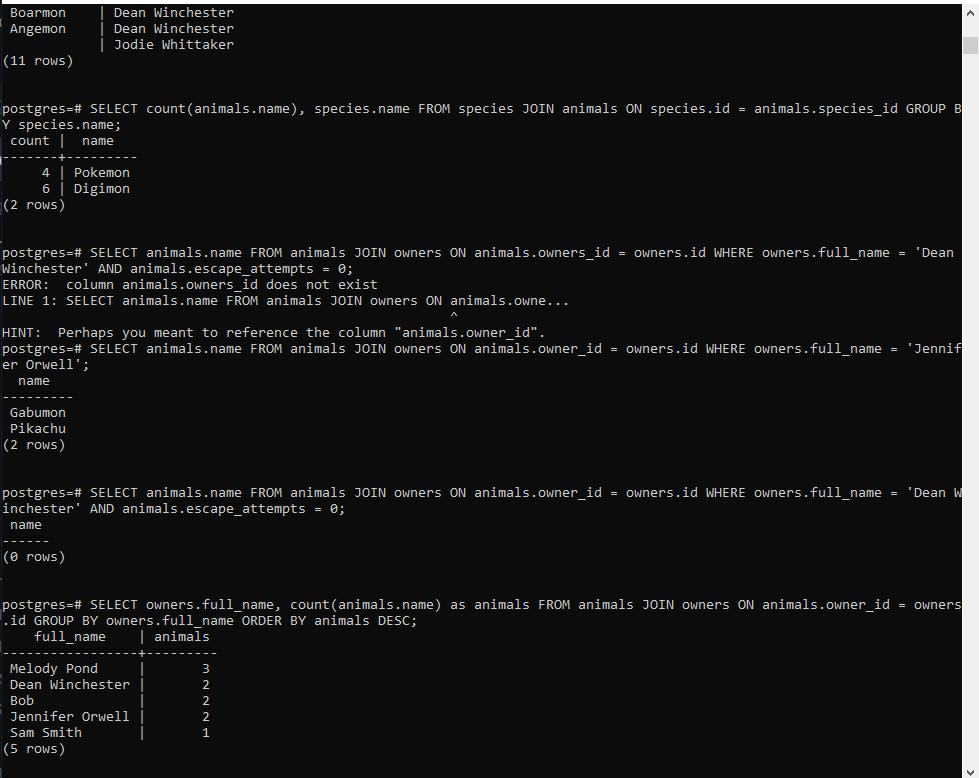 Boarmon    | Dean Winchester
 Angemon    | Dean Winchester
            | Jodie Whittaker
(11 rows)
postgres=# SELECT count(animals.name), species.name FROM species JOIN animals ON species.id = animals.species_id GROUP B
Y species.name;
 count |  name
-------+---------
     4 | Pokemon
     6 | Digimon
(2 rows)
postgres=# SELECT animals.name FROM animals JOIN owners ON animals.owners_id = owners.id WHERE owners.full_name = 'Dean
Winchester' AND animals.escape_attempts = 0;
ERROR:  column animals.owners_id does not exist
LINE 1: SELECT animals.name FROM animals JOIN owners ON animals.owne...
                                                        ^
HINT:  Perhaps you meant to reference the column "animals.owner_id".
postgres=# SELECT animals.name FROM animals JOIN owners ON animals.owner_id = owners.id WHERE owners.full_name = 'Jennif
er Orwell';
  name
---------
 Gabumon
 Pikachu
(2 rows)
postgres=# SELECT animals.name FROM animals JOIN owners ON animals.owner_id = owners.id WHERE owners.full_name = 'Dean W
inchester' AND animals.escape_attempts = 0;
 name
------
(0 rows)
postgres=# SELECT owners.full_name, count(animals.name) as animals FROM animals JOIN owners ON animals.owner_id = owners
.id GROUP BY owners.full_name ORDER BY animals DESC;
    full_name    | animals
-----------------+---------
 Melody Pond     |       3
 Dean Winchester |       2
 Bob             |       2
 Jennifer Orwell |       2
 Sam Smith       |       1
(5 rows)